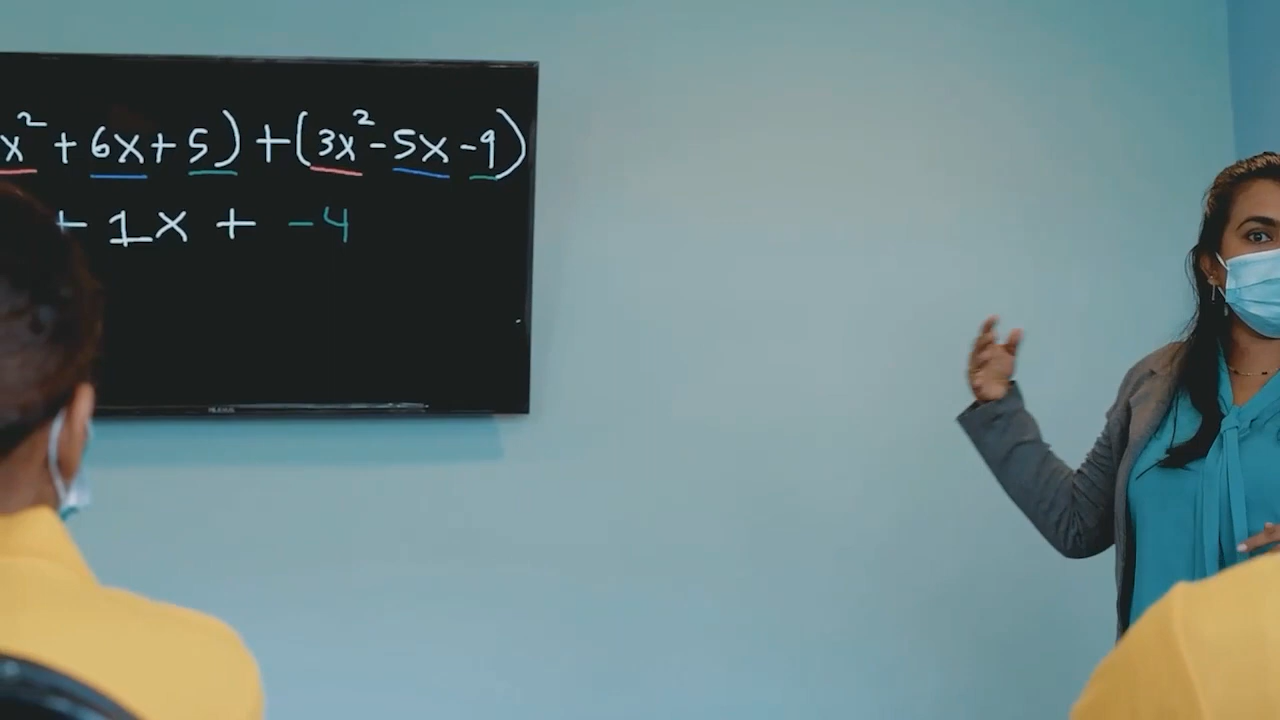 x² + 6x + 5) + (3x² - 5x - 9)
+ 1x + -4